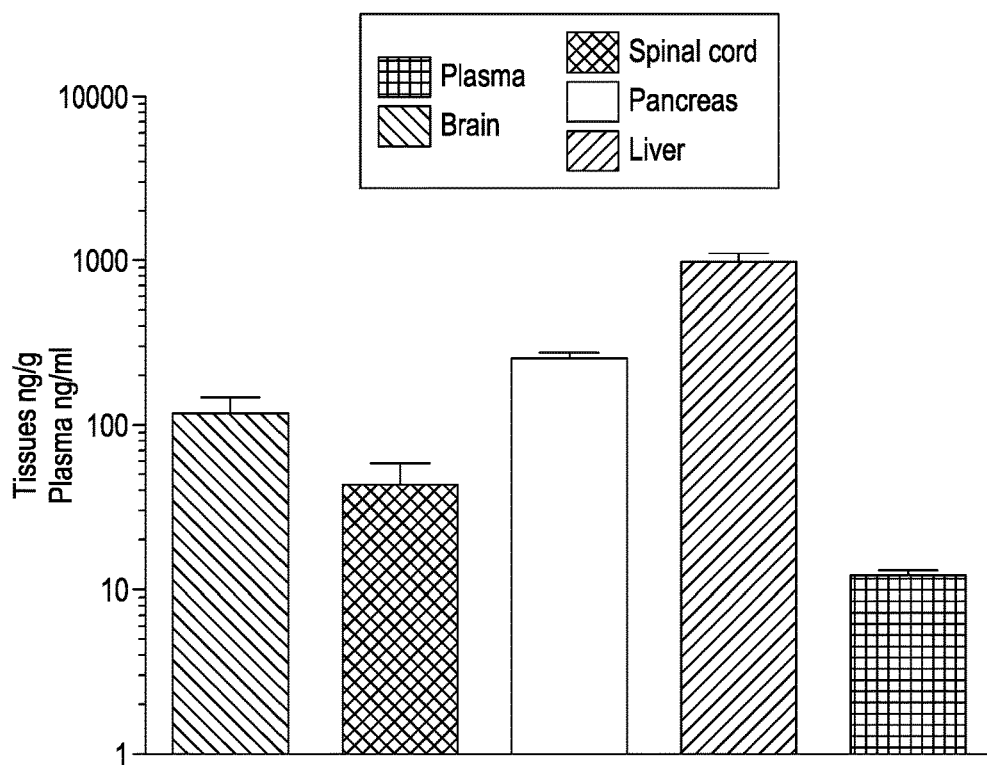 Plasma
Brain
Spinal cord
Pancreas
Liver
Tissues ng/g
Plasma ng/ml
10000
1000
100
10
1